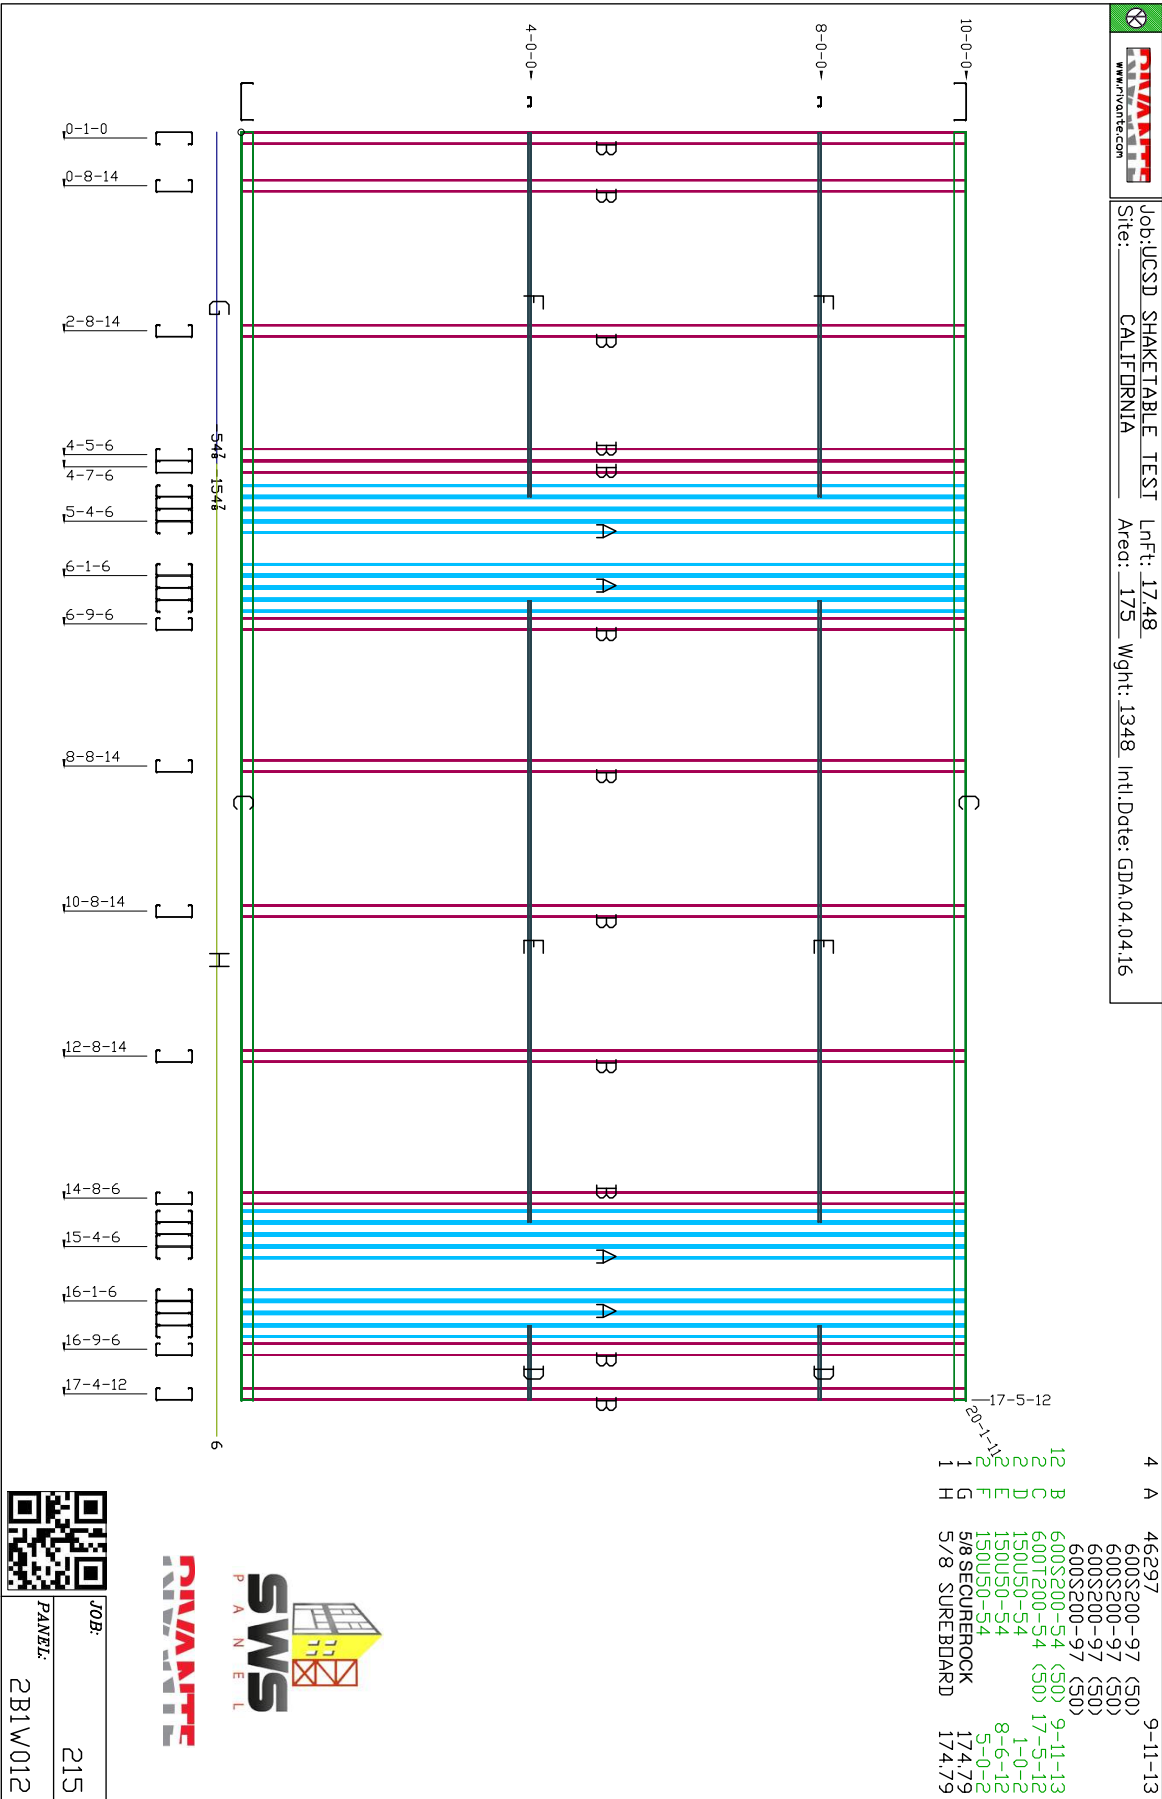 RIVANTE
www.rivante.com
Job: UCSD SHAKETABLE TEST LnFt: 17.48
Site: CALIFORNIA Area: 175 Wght: 1348 Intl.Date: GDA.04.04.16
10-0-0
8-0-0
4-0-0
17-5-12
20-1-11
C
F F D
E E D
B B B B B A A B B B B B A A B B
C
G H
54⅞ 154⅞
6
0-1-0
0-8-14
2-8-14
4-5-6
4-7-6
5-4-6
6-1-6
6-9-6
8-8-14
10-8-14
12-8-14
14-8-6
15-4-6
16-1-6
16-9-6
17-4-12
4 A 46297 9-11-13
600S200-97 (50)
600S200-97 (50)
600S200-97 (50)
600S200-97 (50)
12 B 600S200-54 (50) 9-11-13
2 C 600T200-54 (50) 17-5-12
2 D 150U50-54 1-0-2
2 E 150U50-54 8-6-12
2 F 150U50-54 5-0-2
1 G 5/8 SECUREROCK 174.79
1 H 5/8 SUREBOARD 174.79
SWS
PANEL
RIVANTE
JOB: 215
PANEL: 2B1W012